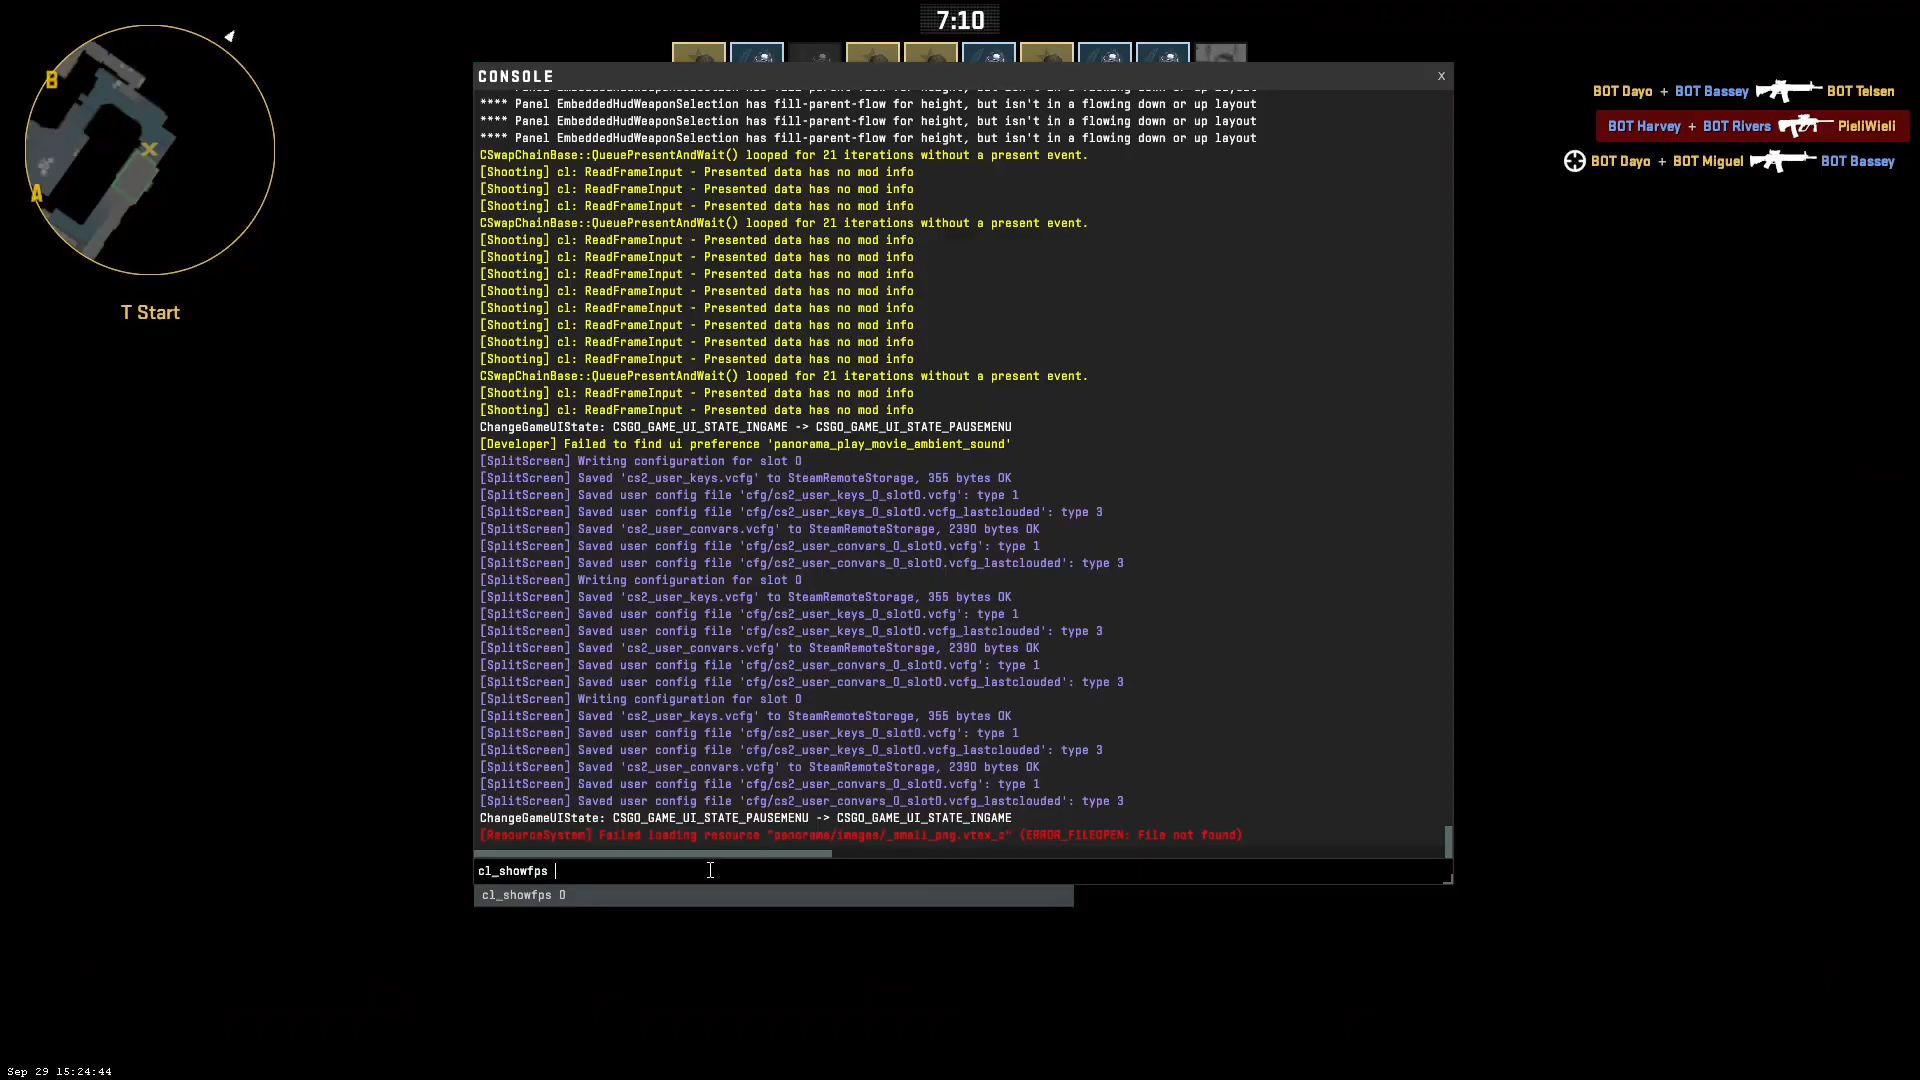 7:10
B
A
T Start
BOT Dayo + BOT Bassey BOT Telsen
BOT Harvey + BOT Rivers PieliWieli
BOT Dayo + BOT Miguel BOT Bassey
CONSOLE
X
**** Panel EmbeddedHudWeaponSelection has fill-parent-flow for height, but isn't in a flowing down or up layout
**** Panel EmbeddedHudWeaponSelection has fill-parent-flow for height, but isn't in a flowing down or up layout
**** Panel EmbeddedHudWeaponSelection has fill-parent-flow for height, but isn't in a flowing down or up layout
**** Panel EmbeddedHudWeaponSelection has fill-parent-flow for height, but isn't in a flowing down or up layout
CSwapChainBase::QueuePresentAndWait() looped for 21 iterations without a present event.
[Shooting] cl: ReadFrameInput - Presented data has no mod info
[Shooting] cl: ReadFrameInput - Presented data has no mod info
[Shooting] cl: ReadFrameInput - Presented data has no mod info
CSwapChainBase::QueuePresentAndWait() looped for 21 iterations without a present event.
[Shooting] cl: ReadFrameInput - Presented data has no mod info
[Shooting] cl: ReadFrameInput - Presented data has no mod info
[Shooting] cl: ReadFrameInput - Presented data has no mod info
[Shooting] cl: ReadFrameInput - Presented data has no mod info
[Shooting] cl: ReadFrameInput - Presented data has no mod info
[Shooting] cl: ReadFrameInput - Presented data has no mod info
[Shooting] cl: ReadFrameInput - Presented data has no mod info
[Shooting] cl: ReadFrameInput - Presented data has no mod info
CSwapChainBase::QueuePresentAndWait() looped for 21 iterations without a present event.
[Shooting] cl: ReadFrameInput - Presented data has no mod info
[Shooting] cl: ReadFrameInput - Presented data has no mod info
ChangeGameUIState: CSGO_GAME_UI_STATE_INGAME -> CSGO_GAME_UI_STATE_PAUSEMENU
[Developer] Failed to find ui preference 'panorama_play_movie_ambient_sound'
[SplitScreen] Writing configuration for slot 0
[SplitScreen] Saved 'cs2_user_keys.vcfg' to SteamRemoteStorage, 355 bytes OK
[SplitScreen] Saved user config file 'cfg/cs2_user_keys_0_slot0.vcfg': type 1
[SplitScreen] Saved user config file 'cfg/cs2_user_keys_0_slot0.vcfg_lastclouded': type 3
[SplitScreen] Saved 'cs2_user_convars.vcfg' to SteamRemoteStorage, 2390 bytes OK
[SplitScreen] Saved user config file 'cfg/cs2_user_convars_0_slot0.vcfg': type 1
[SplitScreen] Saved user config file 'cfg/cs2_user_convars_0_slot0.vcfg_lastclouded': type 3
[SplitScreen] Writing configuration for slot 0
[SplitScreen] Saved 'cs2_user_keys.vcfg' to SteamRemoteStorage, 355 bytes OK
[SplitScreen] Saved user config file 'cfg/cs2_user_keys_0_slot0.vcfg': type 1
[SplitScreen] Saved user config file 'cfg/cs2_user_keys_0_slot0.vcfg_lastclouded': type 3
[SplitScreen] Saved 'cs2_user_convars.vcfg' to SteamRemoteStorage, 2390 bytes OK
[SplitScreen] Saved user config file 'cfg/cs2_user_convars_0_slot0.vcfg': type 1
[SplitScreen] Saved user config file 'cfg/cs2_user_convars_0_slot0.vcfg_lastclouded': type 3
[SplitScreen] Writing configuration for slot 0
[SplitScreen] Saved 'cs2_user_keys.vcfg' to SteamRemoteStorage, 355 bytes OK
[SplitScreen] Saved user config file 'cfg/cs2_user_keys_0_slot0.vcfg': type 1
[SplitScreen] Saved user config file 'cfg/cs2_user_keys_0_slot0.vcfg_lastclouded': type 3
[SplitScreen] Saved 'cs2_user_convars.vcfg' to SteamRemoteStorage, 2390 bytes OK
[SplitScreen] Saved user config file 'cfg/cs2_user_convars_0_slot0.vcfg': type 1
[SplitScreen] Saved user config file 'cfg/cs2_user_convars_0_slot0.vcfg_lastclouded': type 3
ChangeGameUIState: CSGO_GAME_UI_STATE_PAUSEMENU -> CSGO_GAME_UI_STATE_INGAME
[ResourceSystem] Failed loading resource "panorama/images/_small_png.vtex_c" (ERROR_FILEOPEN: File not found)
cl_showfps
cl_showfps 0
Sep 29 15:24:44